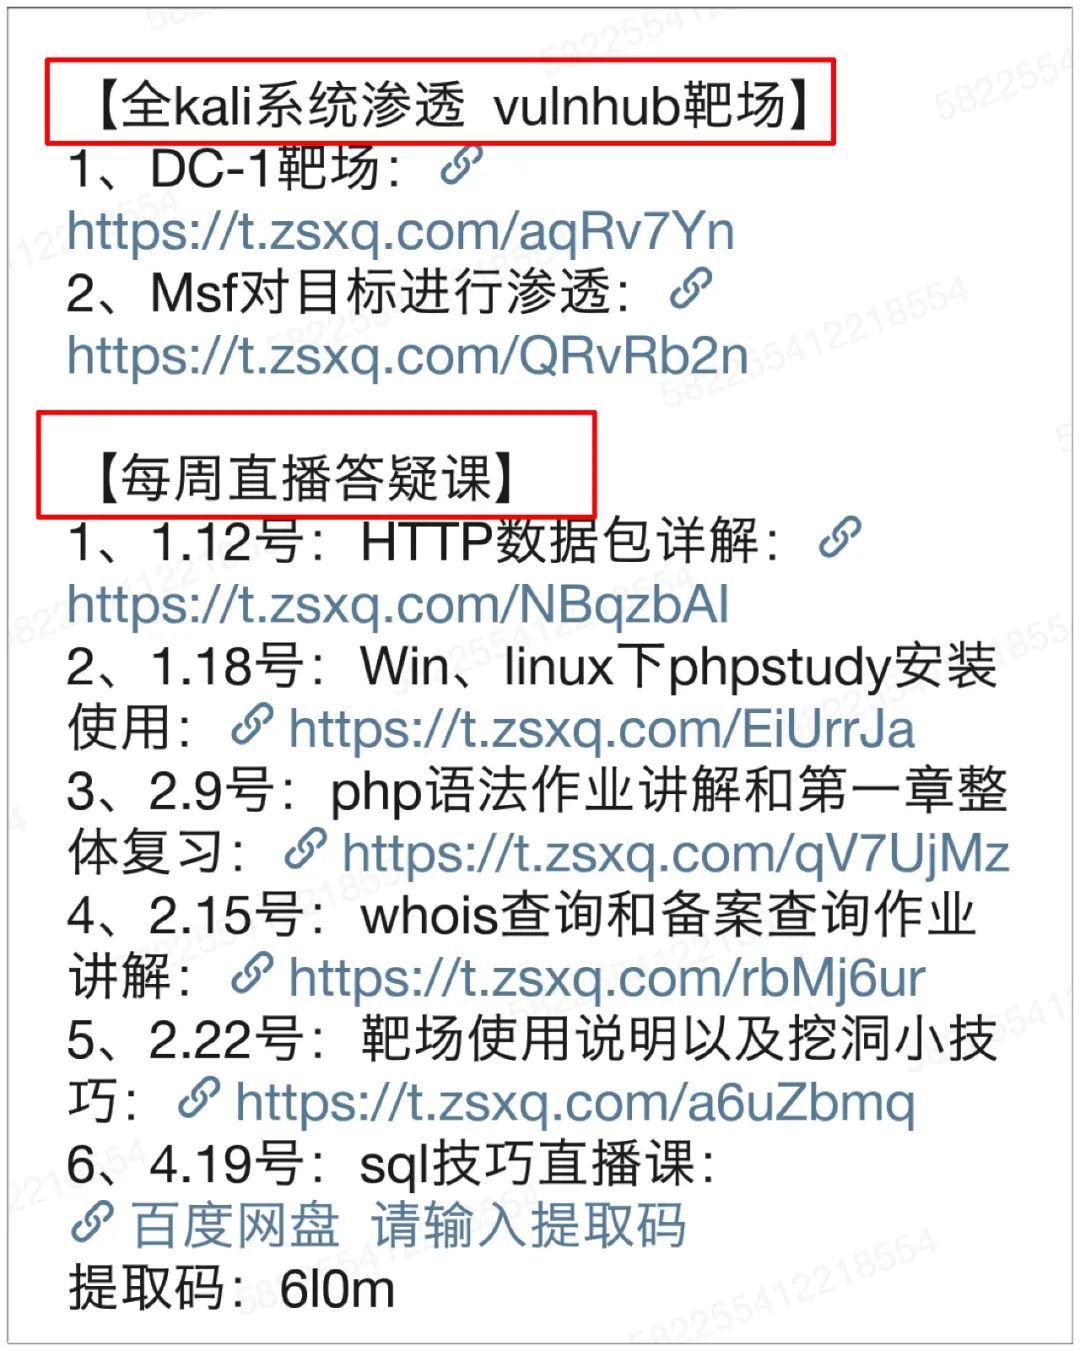 【全kali系统渗透 vulnhub靶场】
1、DC-1靶场：
https://t.zsxq.com/aqRv7Yn
2、Msf对目标进行渗透：
https://t.zsxq.com/QRvRb2n
【每周直播答疑课】
1、1.12号：HTTP数据包详解：
https://t.zsxq.com/NBqzbAI
2、1.18号：Win、linux下phpstudy安装
使用：https://t.zsxq.com/EiUrrJa
3、2.9号：php语法作业讲解和第一章整
体复习：https://t.zsxq.com/qV7UjMz
4、2.15号：whois查询和备案查询作业
讲解：https://t.zsxq.com/rbMj6ur
5、2.22号：靶场使用说明以及挖洞小技
巧：https://t.zsxq.com/a6uZbmq
6、4.19号：sql技巧直播课：
百度网盘 请输入提取码
提取码：6l0m
582255412218554